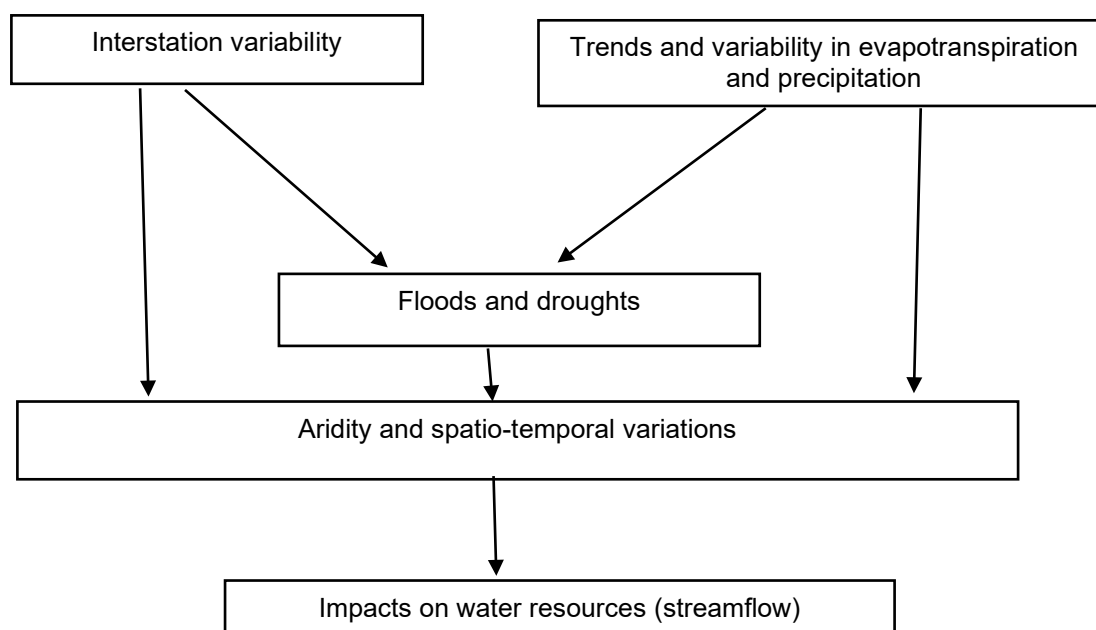 Interstation variability
Trends and variability in evapotranspiration
and precipitation
Floods and droughts
Aridity and spatio-temporal variations
Impacts on water resources (streamflow)